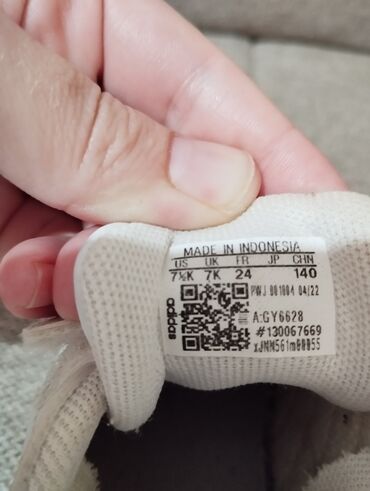 MADE IN INDONESIA
US UK FR JP CHN
7½K 7K 24 140
PWJ 001004 04/22
A:GY6628
#130067669
adidas